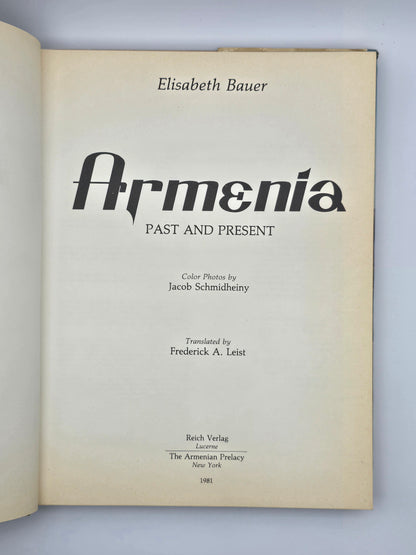 Elisabeth Bauer
Armenia
PAST AND PRESENT
Color Photos by
Jacob Schmidheiny
Translated by
Frederick A. Leist
Reich Verlag
Lucerne
The Armenian Prelacy
New York
1981